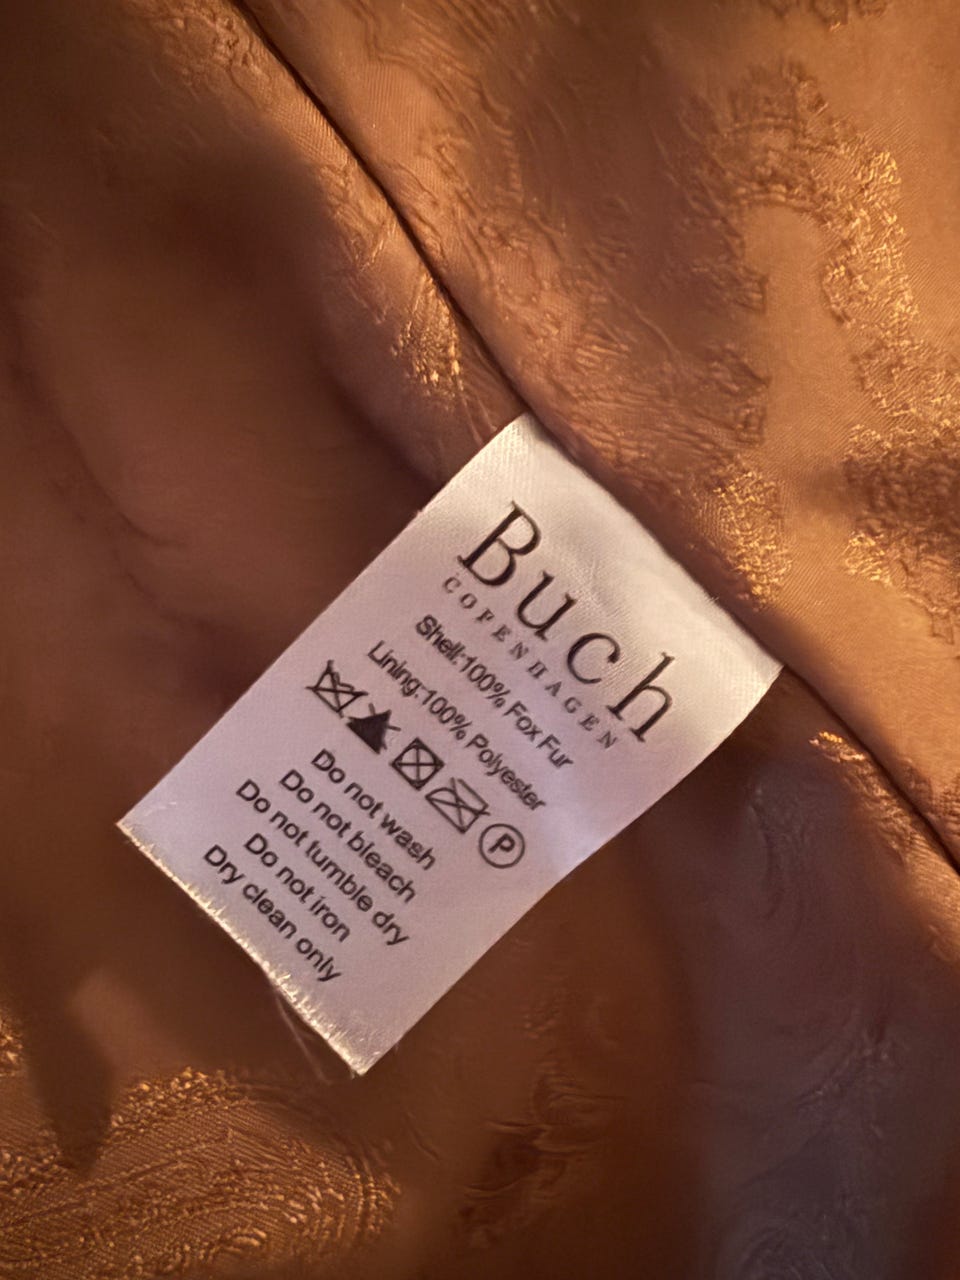 Buch
COPENHAGEN
Shell:100% Fox Fur
Lining:100% Polyester
P
Do not wash
Do not bleach
Do not tumble dry
Do not iron
Dry clean only